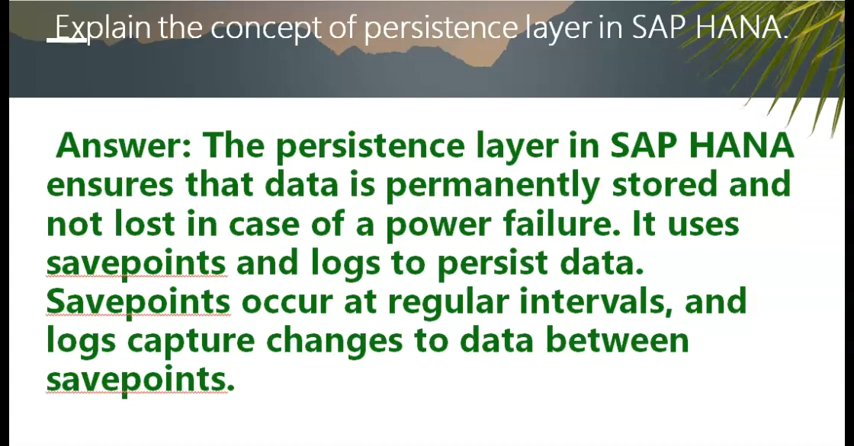 Explain the concept of persistence layer in SAP HANA.
Answer: The persistence layer in SAP HANA
ensures that data is permanently stored and
not lost in case of a power failure. It uses
savepoints and logs to persist data.
Savepoints occur at regular intervals, and
logs capture changes to data between
savepoints.